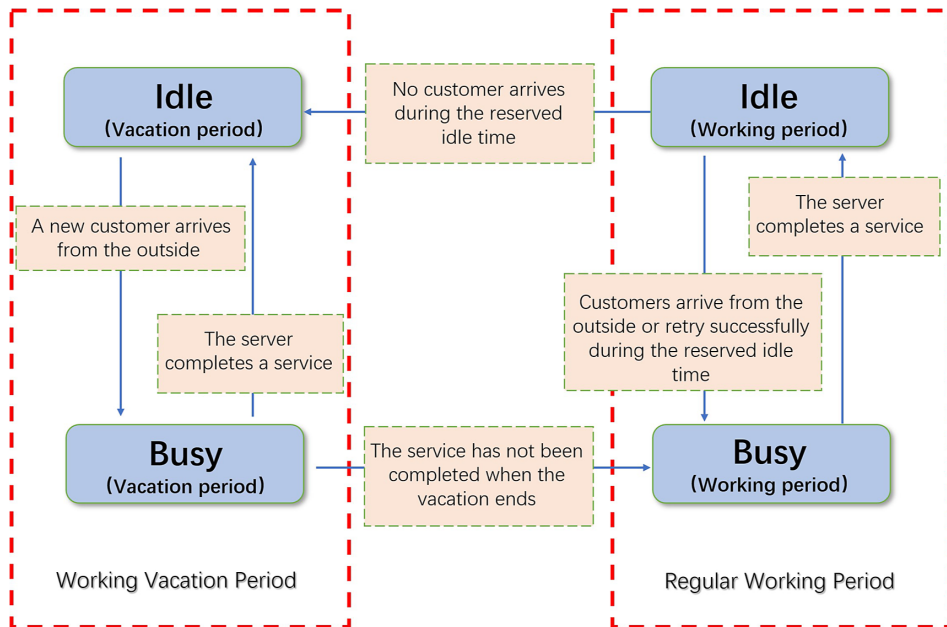 Idle
(Vacation period)
No customer arrives
during the reserved
idle time
Idle
(Working period)
A new customer arrives
from the outside
The server
completes a service
The server
completes a service
Customers arrive from the
outside or retry successfully
during the reserved idle
time
Busy
(Vacation period)
The service has not been
completed when the
vacation ends
Busy
(Working period)
Working Vacation Period
Regular Working Period